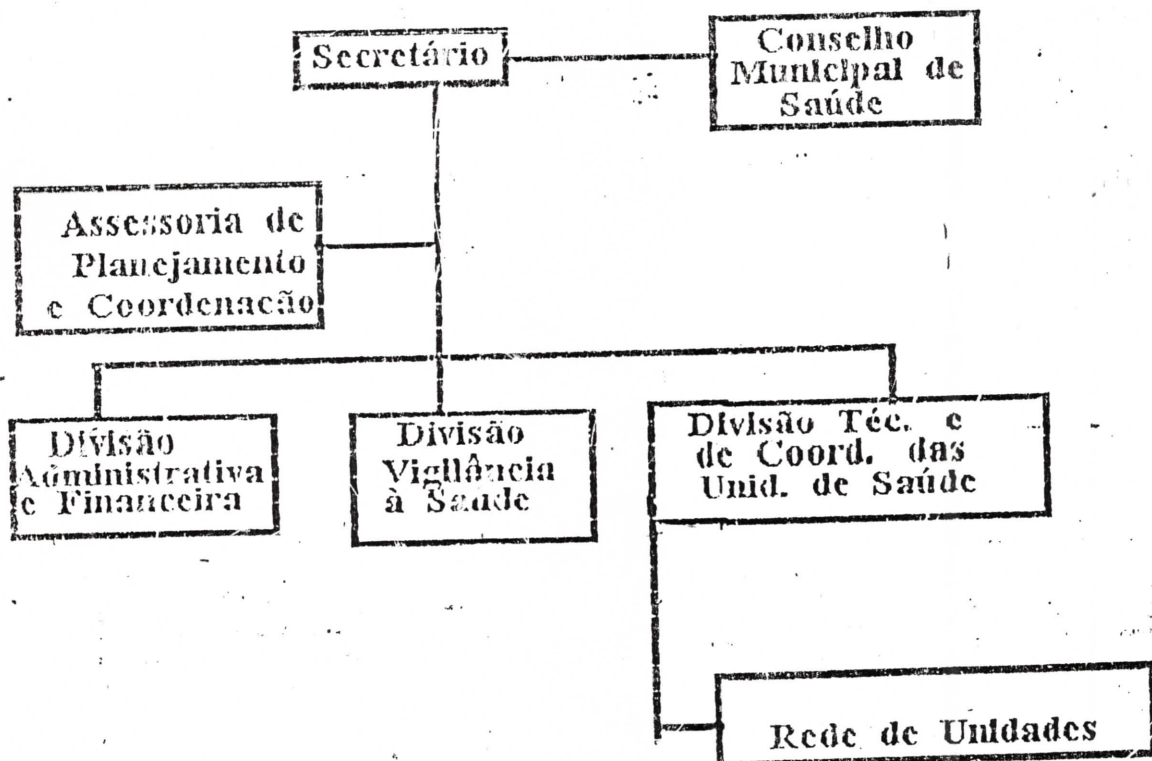 Secretário
Conselho
Municipal de
Saúde
Assessoria de
Planejamento
e Coordenação
Divisão
Administrativa
e Financeira
Divisão
Vigilância
à Saúde
Divisão Téc. e
de Coord. das
Unid. de Saúde
Rede de Unidades